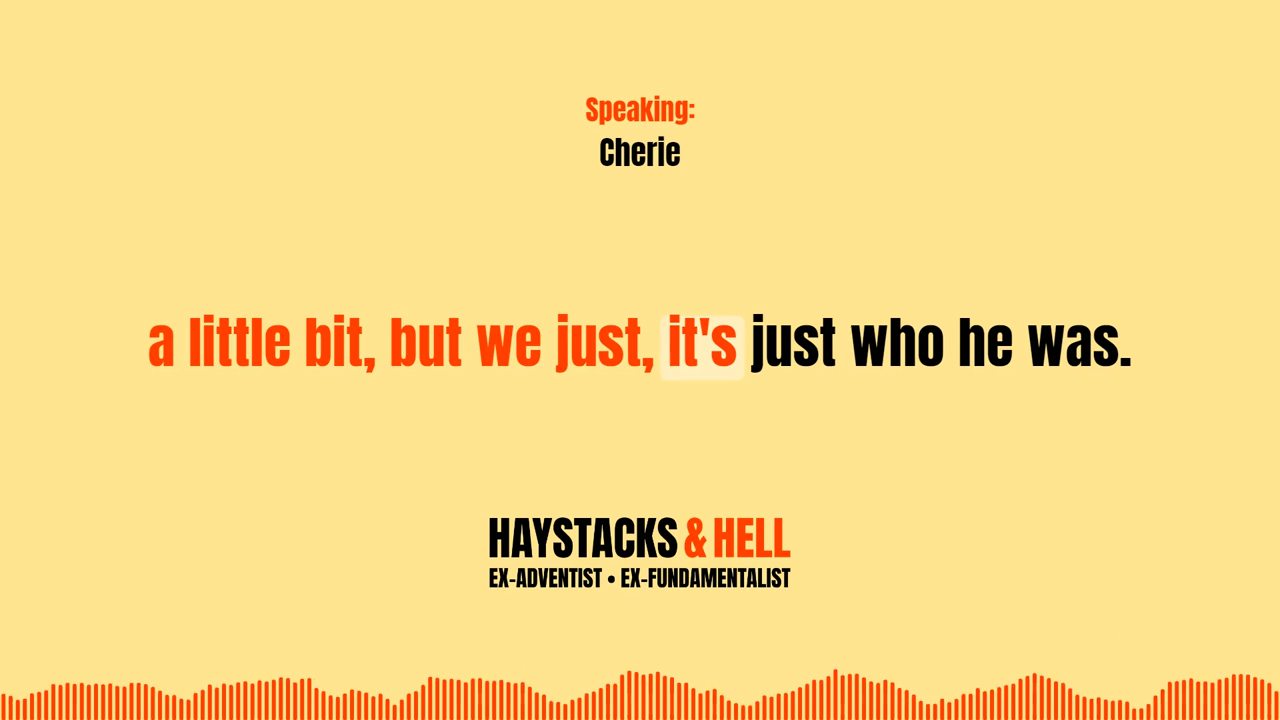 Speaking:
Cherie
a little bit, but we just, it's just who he was.
HAYSTACKS & HELL
EX-ADVENTIST • EX-FUNDAMENTALIST